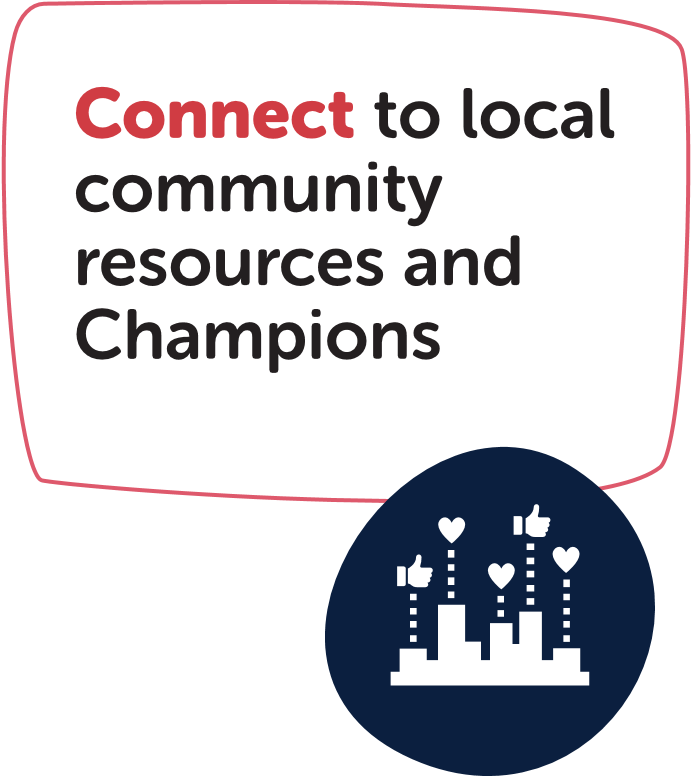 Connect to local
community
resources and
Champions